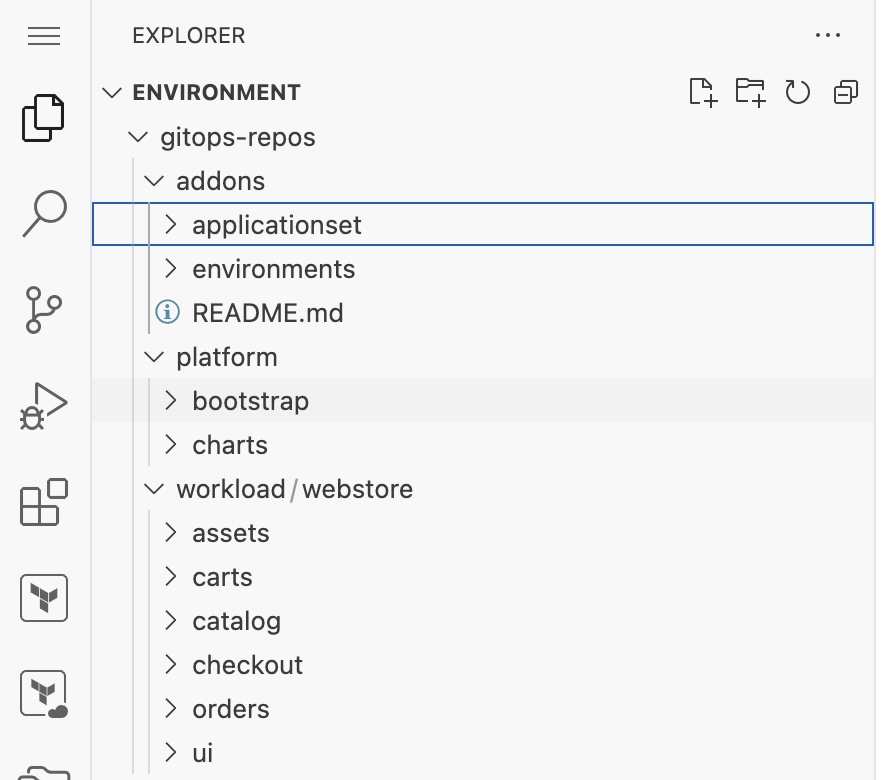 EXPLORER
ENVIRONMENT
gitops-repos
addons
applicationset
environments
README.md
platform
bootstrap
charts
workload/webstore
assets
carts
catalog
checkout
orders
ui